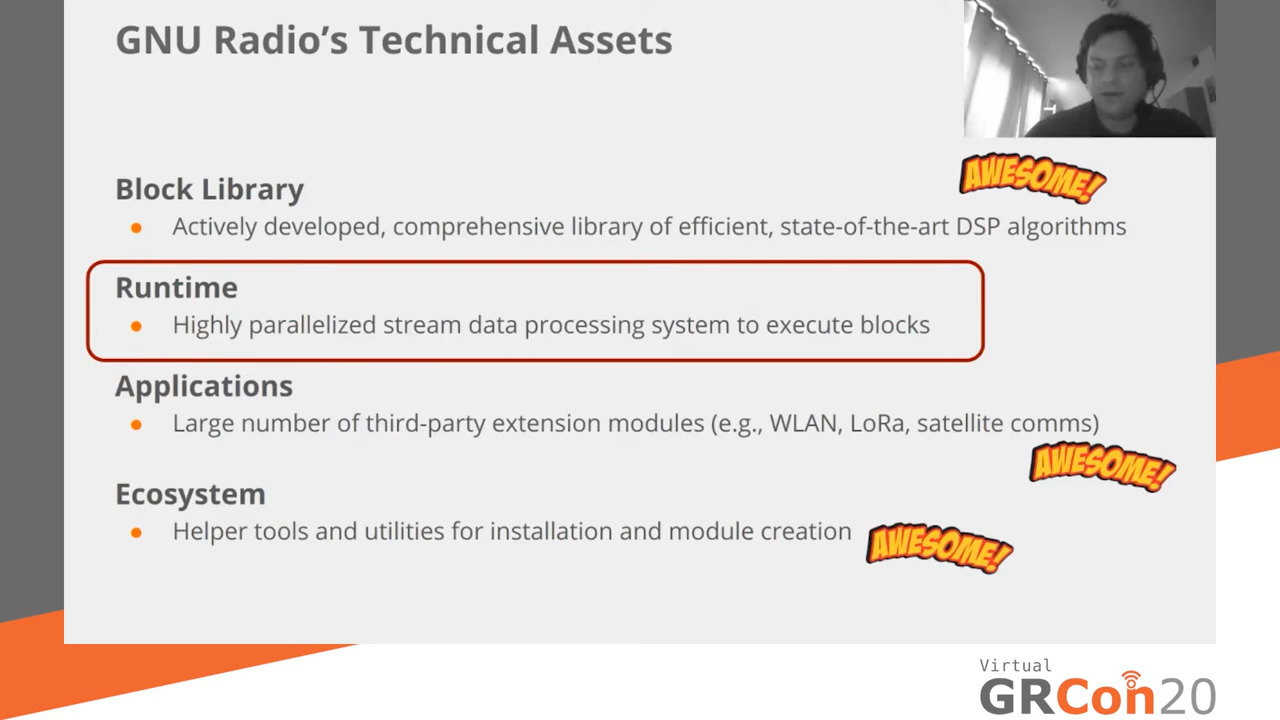 GNU Radio's Technical Assets
AWESOME!
Block Library
Actively developed, comprehensive library of efficient, state-of-the-art DSP algorithms
Runtime
Highly parallelized stream data processing system to execute blocks
Applications
Large number of third-party extension modules (e.g., WLAN, LoRa, satellite comms)
AWESOME!
Ecosystem
Helper tools and utilities for installation and module creation
AWESOME!
Virtual
GRCon20